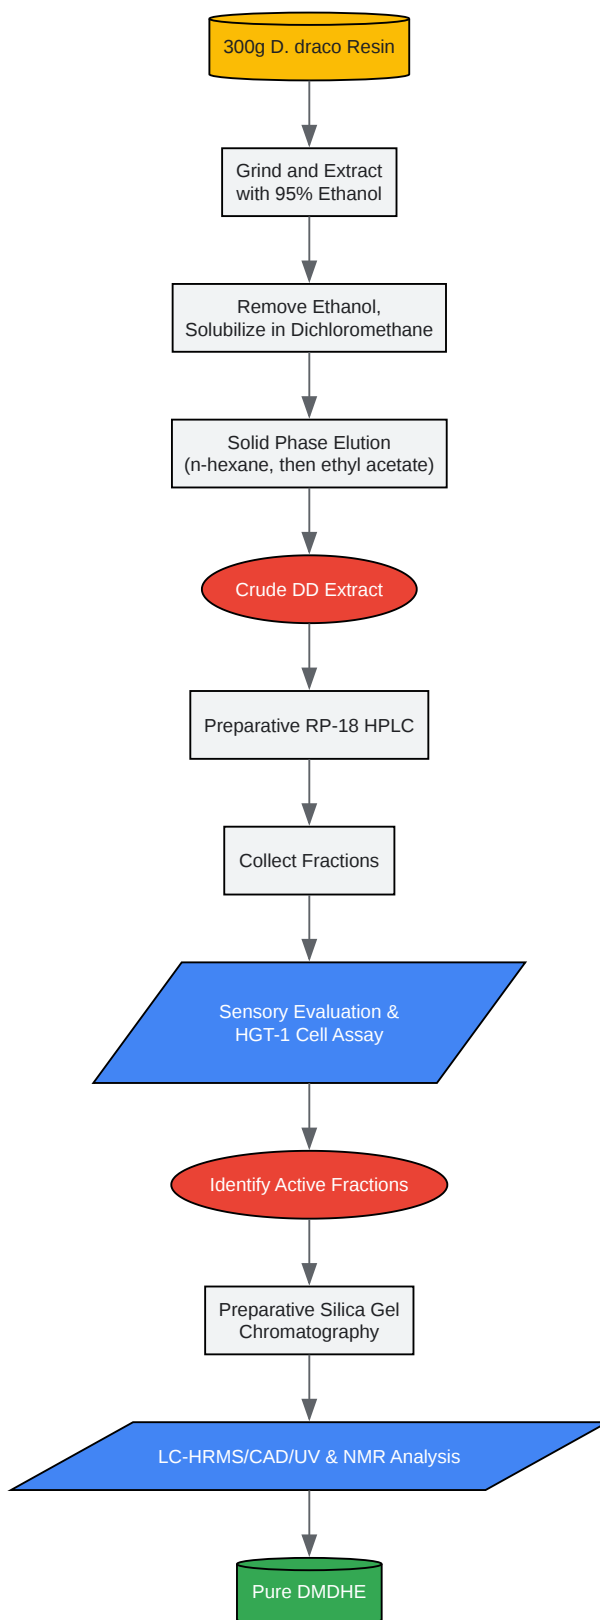 300g D. draco Resin
Grind and Extract
with 95% Ethanol
Remove Ethanol,
Solubilize in Dichloromethane
Solid Phase Elution
(n-hexane, then ethyl acetate)
Crude DD Extract
Preparative RP-18 HPLC
Collect Fractions
Sensory Evaluation &
HGT-1 Cell Assay
Identify Active Fractions
Preparative Silica Gel
Chromatography
LC-HRMS/CAD/UV & NMR Analysis
Pure DMDHE